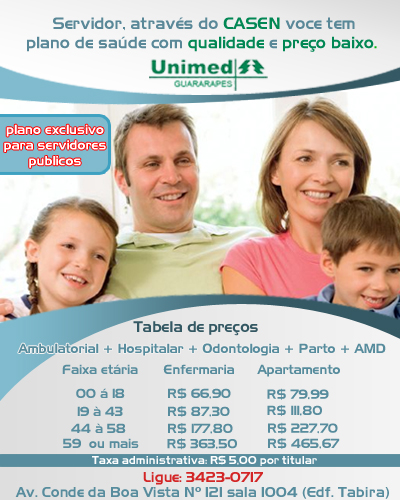 Servidor, através do CASEN voce tem
plano de saúde com qualidade e preço baixo.
Unimed
GUARARAPES
plano exclusivo
para servidores
publicos
Tabela de preços
Ambulatorial + Hospitalar + Odontologia + Parto + AMD
Faixa etária Enfermaria Apartamento
00 á 18 R$ 66,90 R$ 79,99
19 á 43 R$ 87,30 R$ 111,80
44 á 58 R$ 177,80 R$ 227,70
59 ou mais R$ 363,50 R$ 465,67
Taxa administrativa: R$ 5,00 por titular
Ligue: 3423-0717
Av. Conde da Boa Vista Nº 121 sala 1004 (Edf. Tabira)